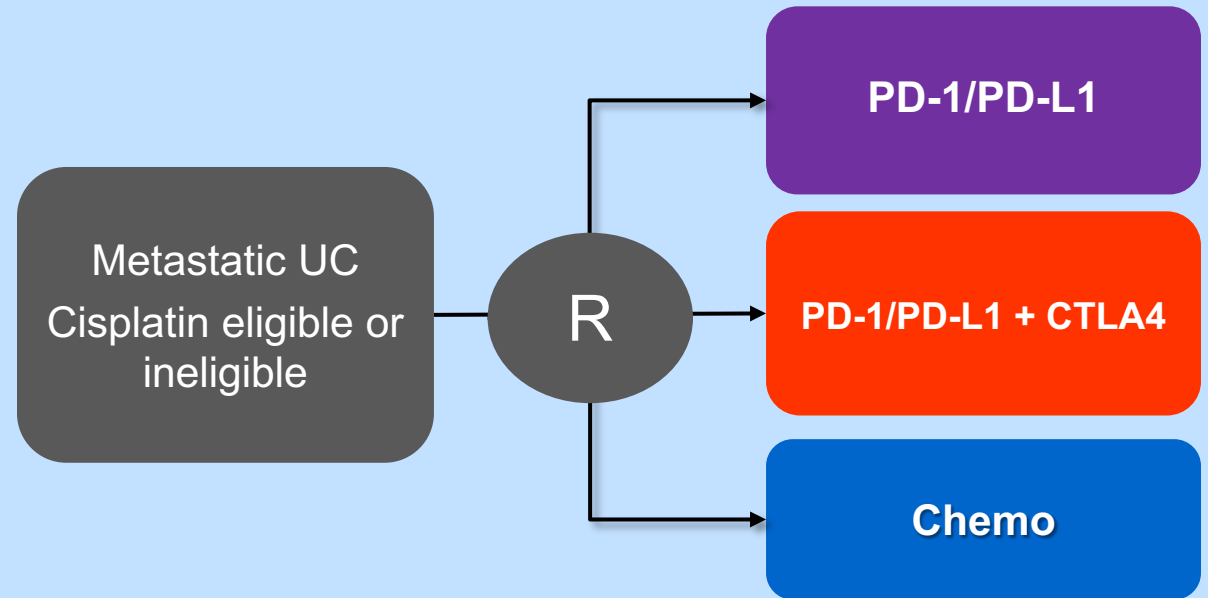 Metastatic UC
Cisplatin eligible or
ineligible
R
PD-1/PD-L1
PD-1/PD-L1 + CTLA4
Chemo